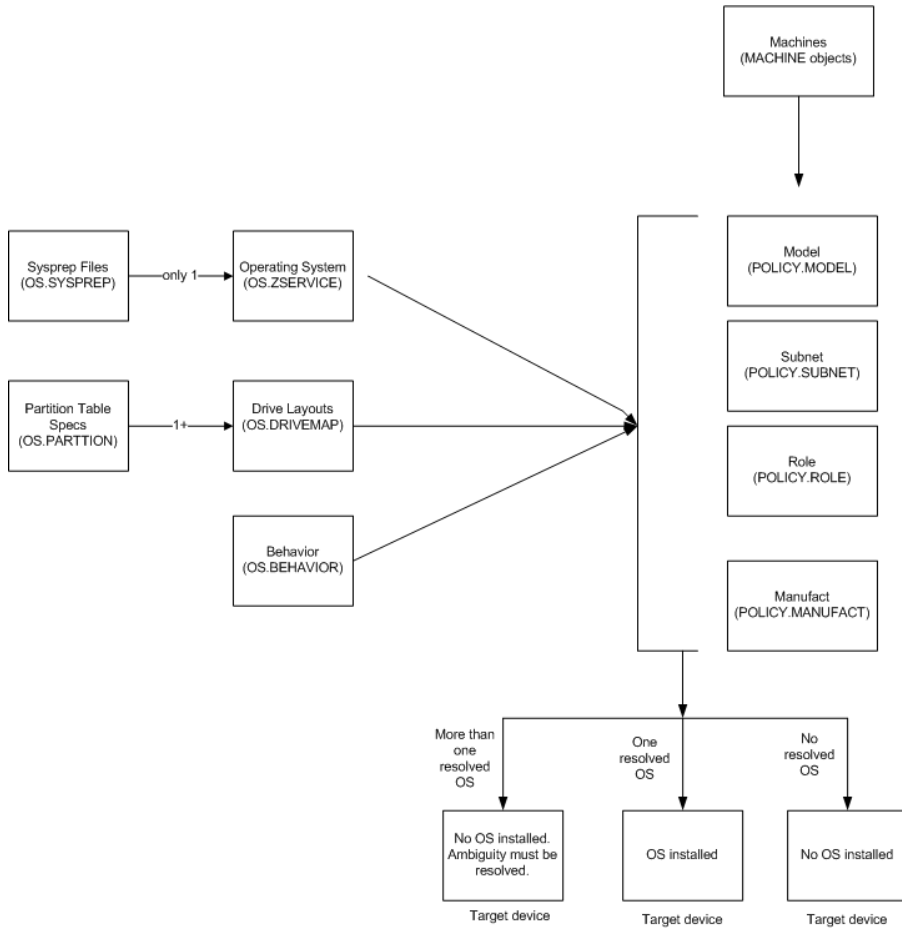 Machines
(MACHINE objects)
Model
(POLICY.MODEL)
Sysprep Files
(OS.SYSPREP)
only 1
Operating System
(OS.ZSERVICE)
Subnet
(POLICY.SUBNET)
Partition Table
Specs
(OS.PARTTION)
1+
Drive Layouts
(OS.DRIVEMAP)
Role
(POLICY.ROLE)
Behavior
(OS.BEHAVIOR)
Manufact
(POLICY.MANUFACT)
More than
one
resolved
OS
One
resolved
OS
No
resolved
OS
No OS installed.
Ambiguity must be
resolved.
OS installed
No OS installed
Target device
Target device
Target device